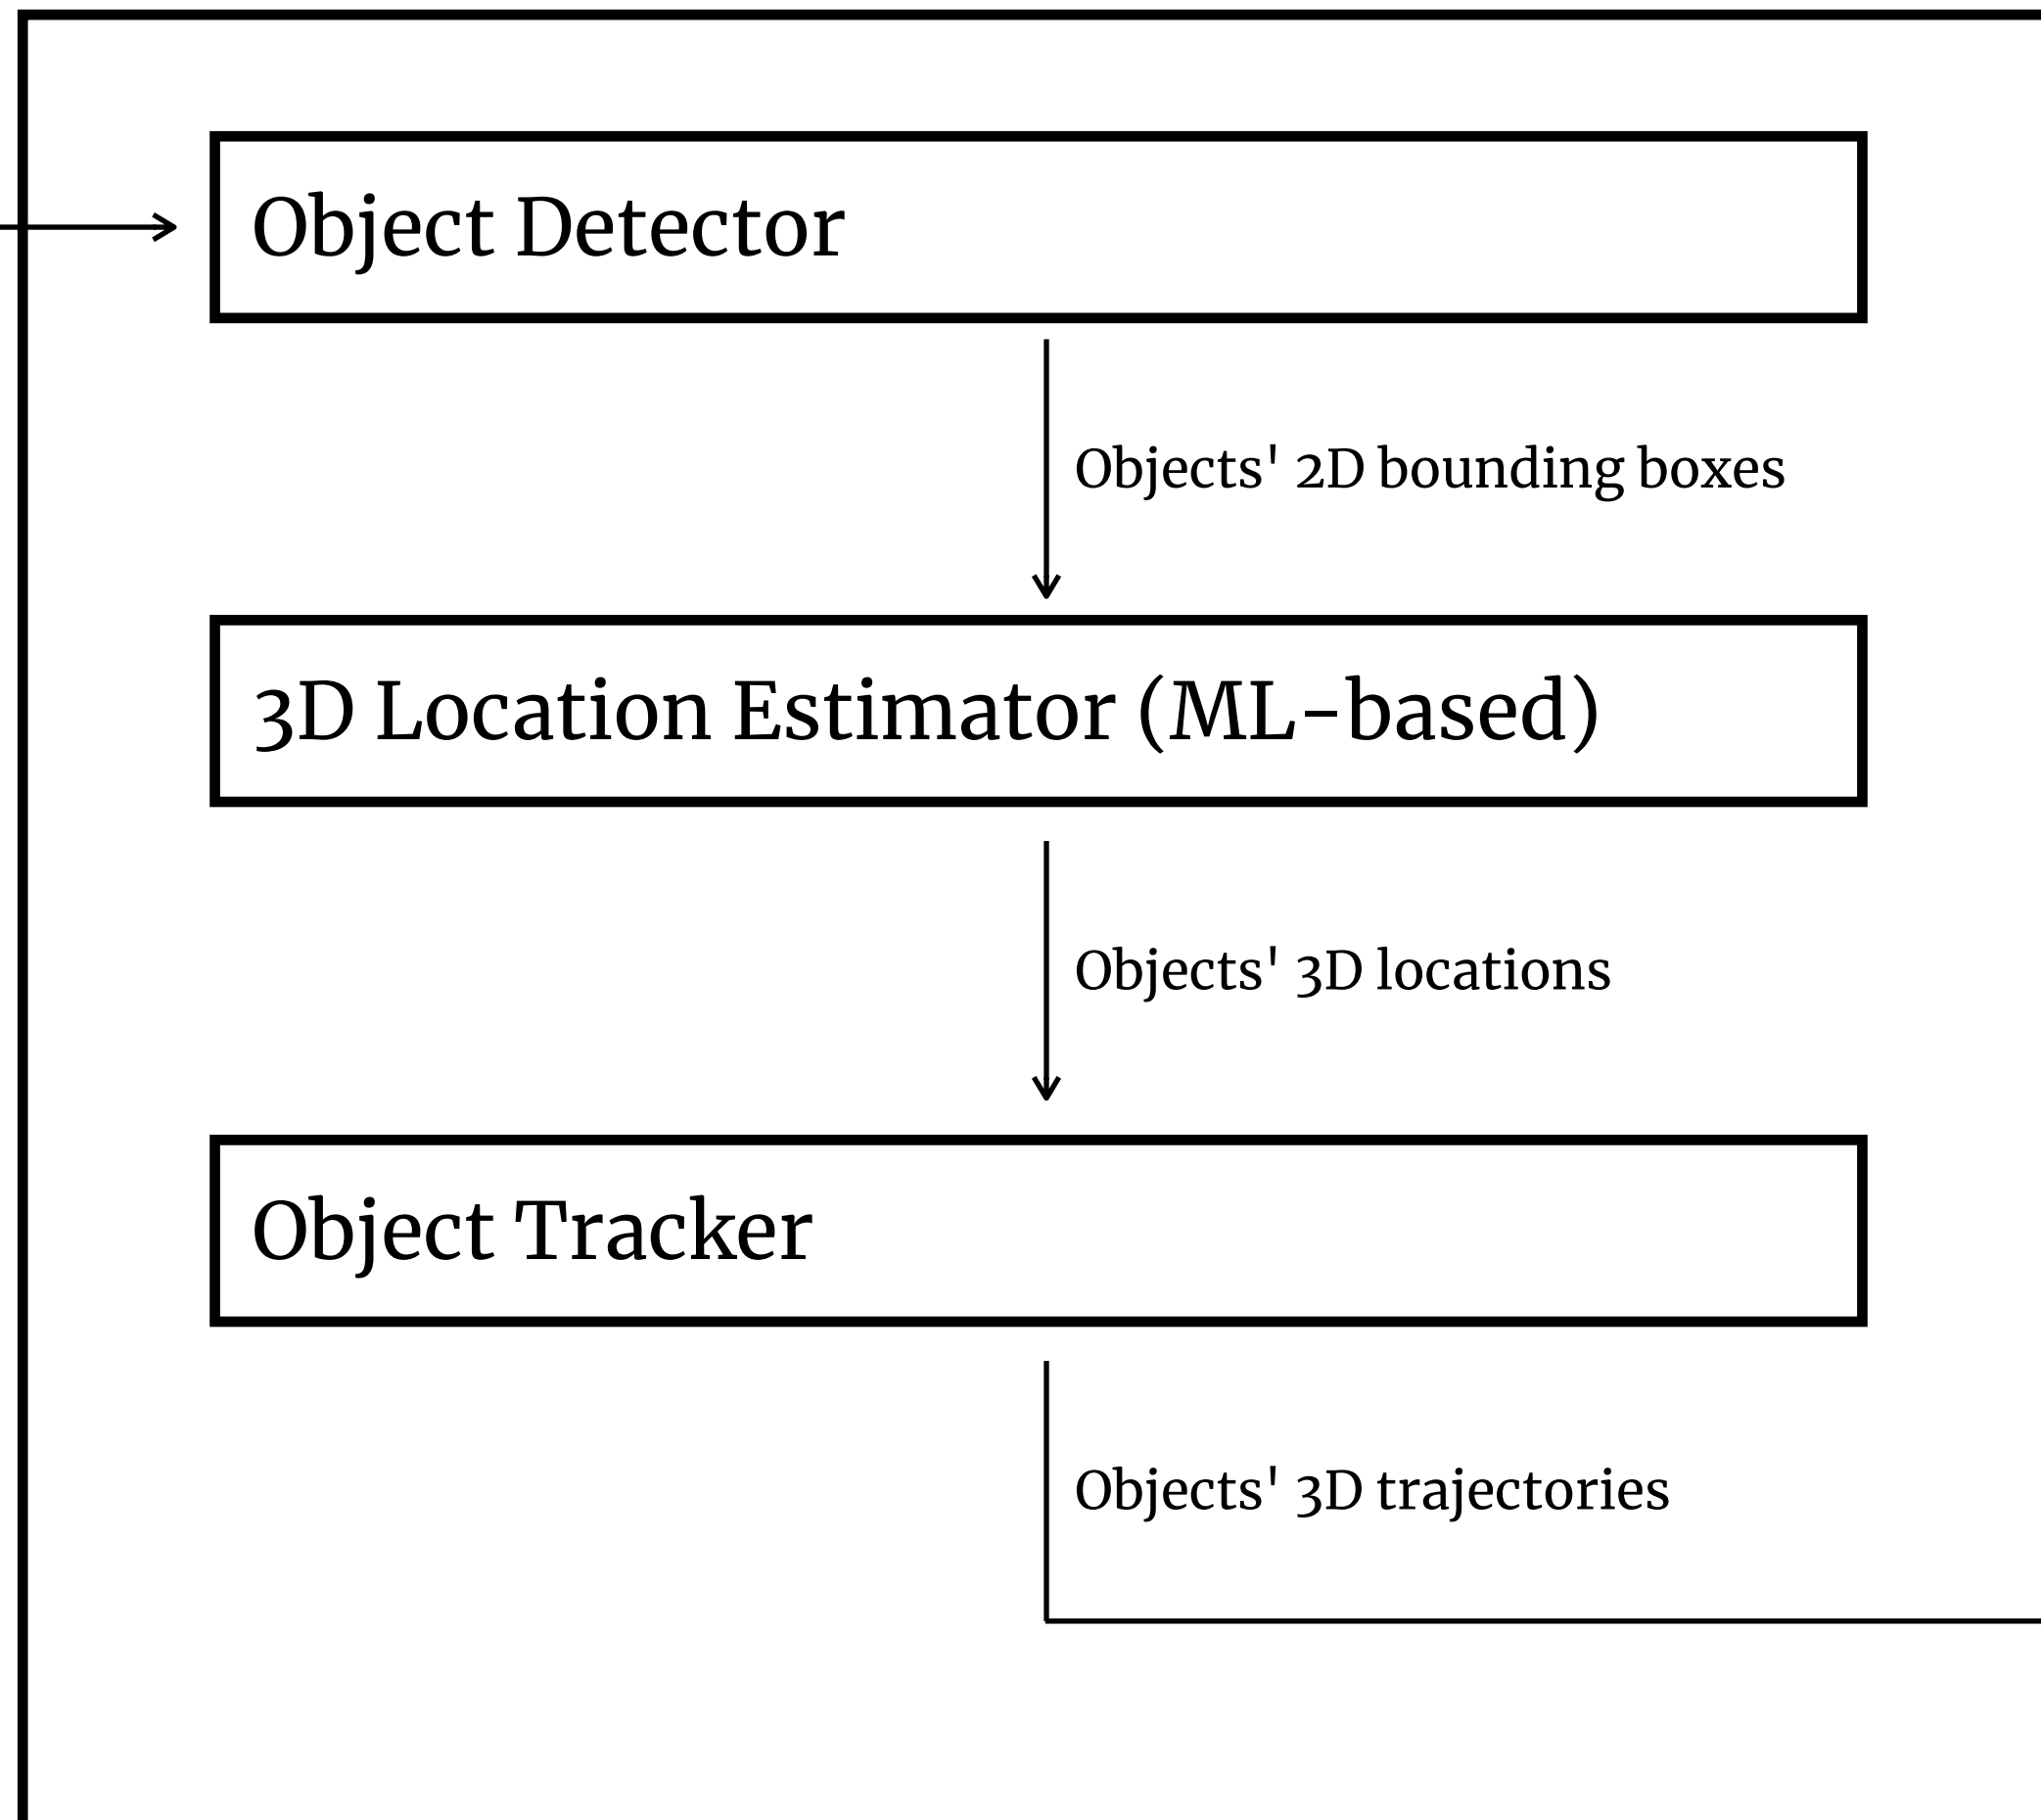 Object Detector
Objects' 2D bounding boxes
3D Location Estimator (ML-based)
Objects' 3D locations
Object Tracker
Objects' 3D trajectories